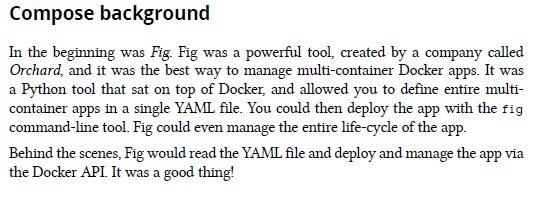 Compose background
In the beginning was Fig. Fig was a powerful tool, created by a company called
Orchard, and it was the best way to manage multi-container Docker apps. It was
a Python tool that sat on top of Docker, and allowed you to define entire multi-
container apps in a single YAML file. You could then deploy the app with the fig
command-line tool. Fig could even manage the entire life-cycle of the app.
Behind the scenes, Fig would read the YAML file and deploy and manage the app via
the Docker API. It was a good thing!